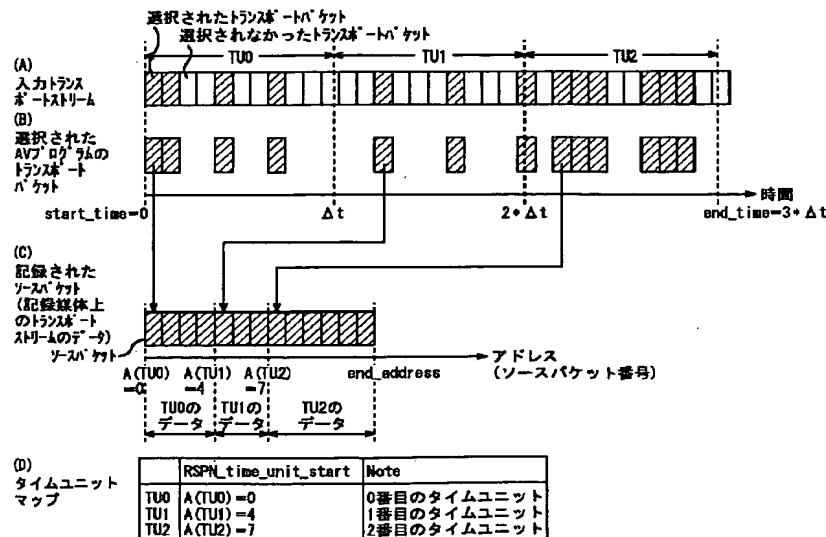 選択されたトランスポートパケット
選択されなかったトランスポートパケット
TU0 TU1 TU2
(A)
入力トランス
ポートストリーム
(B)
選択された
AVプログラムの
トランスポート
パケット
時間
start_time=0 Δt 2*Δt end_time=3*Δt
(C)
記録された
ソースパケット
(記録媒体上
のトランスポート
ストリームのデータ)
ソースパケット
アドレス
(ソースパケット番号)
A(TU0) A(TU1) A(TU2) end_address
=0 =4 =7
TU0の TU1の TU2の
データ データ データ
(D)
タイムユニット
マップ
RSPN_time_unit_start Note
TU0 A(TU0)=0 0番目のタイムユニット
TU1 A(TU1)=4 1番目のタイムユニット
TU2 A(TU2)=7 2番目のタイムユニット